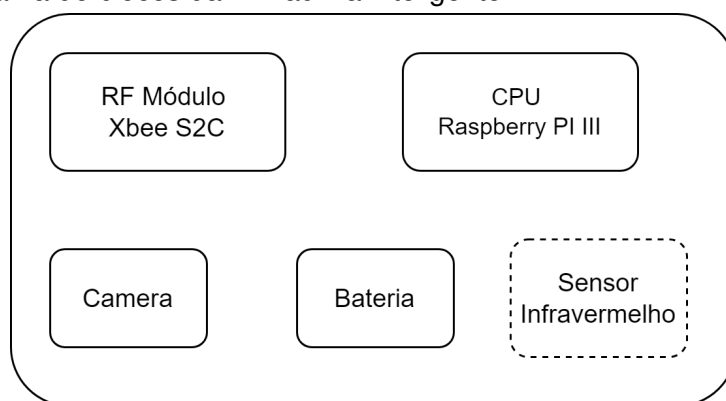 RF Módulo
Xbee S2C
CPU
Raspberry PI III
Camera
Bateria
Sensor
Infravermelho